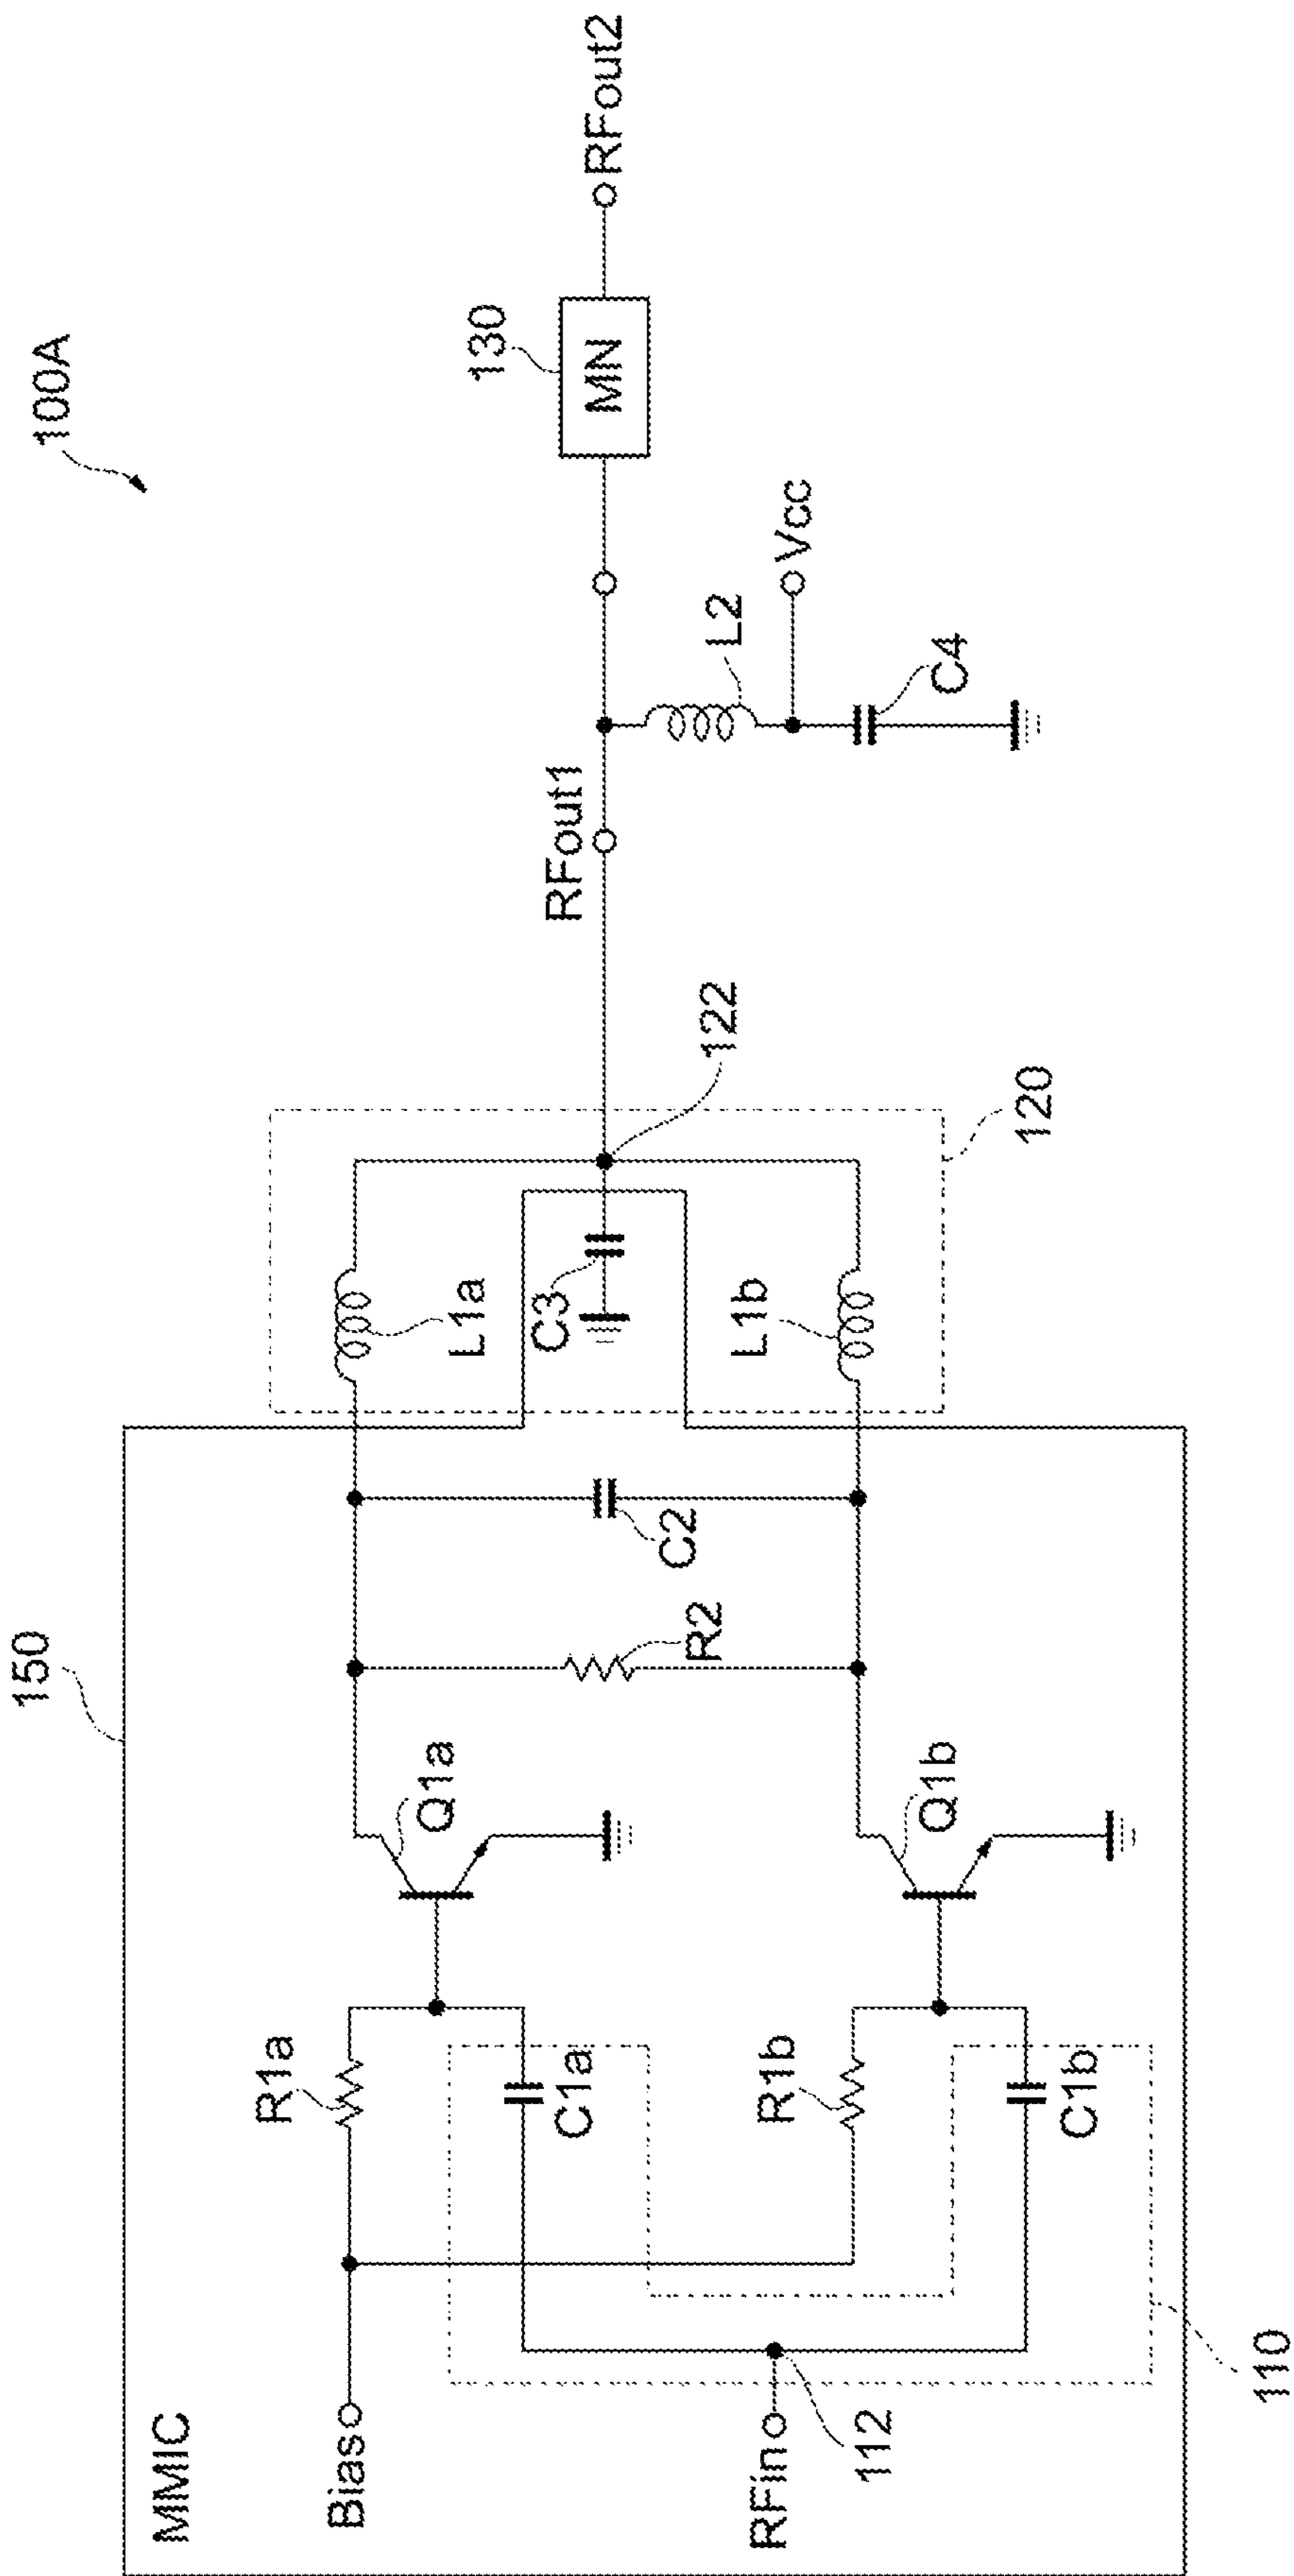 100A
150
MMIC
Bias
R1a
Q1a
L1a
RFout1
130
MN
RFout2
C1a
R2
C2
C3
122
L2
Vcc
C4
RFin
112
R1b
Q1b
L1b
C1b
110
120